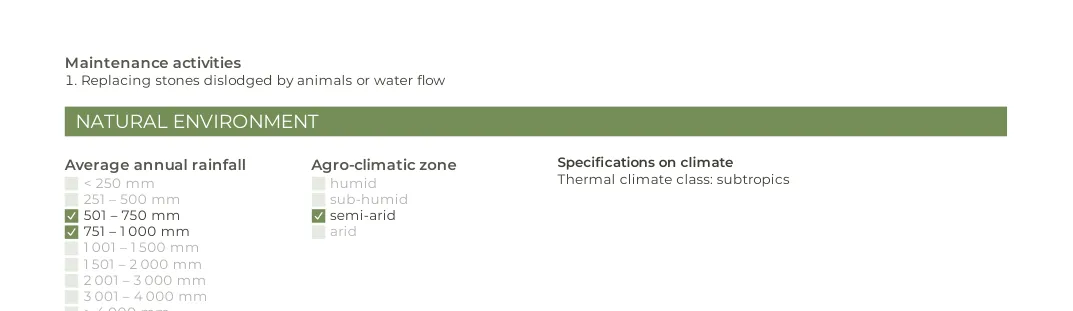 Maintenance activities
1. Replacing stones dislodged by animals or water flow
NATURAL ENVIRONMENT
Average annual rainfall
< 250 mm
251 – 500 mm
501 – 750 mm
751 – 1 000 mm
1 001 – 1 500 mm
1 501 – 2 000 mm
2 001 – 3 000 mm
3 001 – 4 000 mm
Agro-climatic zone
humid
sub-humid
semi-arid
arid
Specifications on climate
Thermal climate class: subtropics